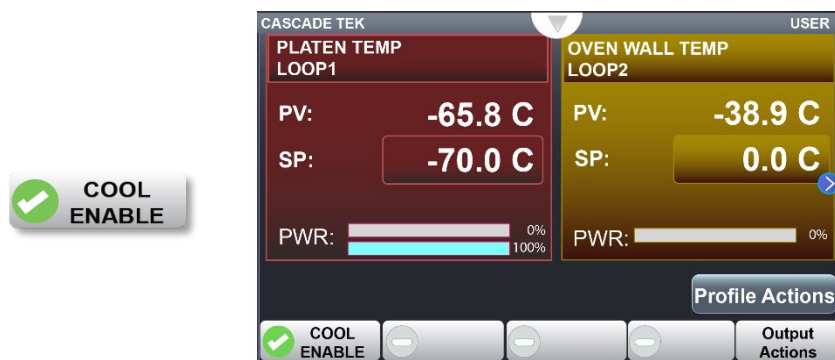 COOL
ENABLE
CASCADE TEK
USER
PLATEN TEMP
LOOP1
PV: -65.8 C
SP: -70.0 C
PWR: 0%
100%
OVEN WALL TEMP
LOOP2
PV: -38.9 C
SP: 0.0 C
PWR: 0%
Profile Actions
COOL
ENABLE
Output
Actions